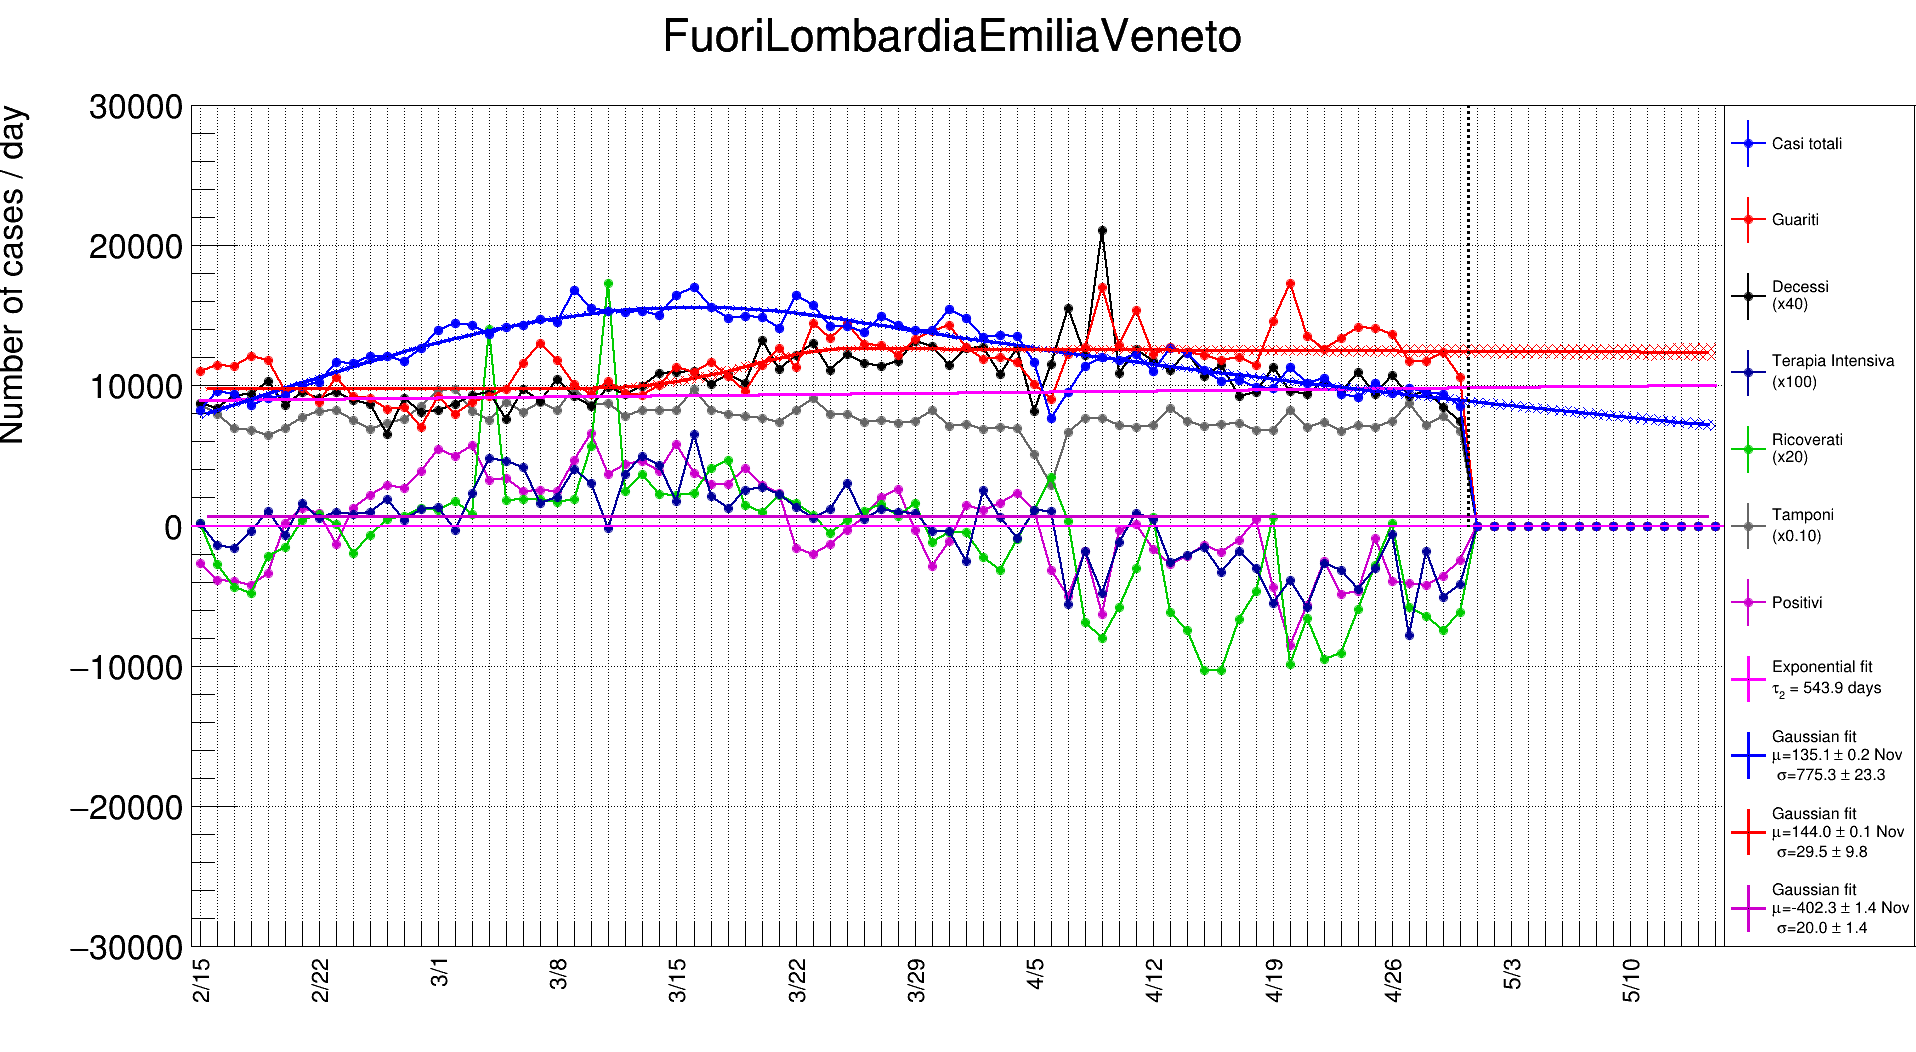 FuoriLombardiaEmiliaVeneto
Number of cases / day
30000
20000
10000
0
−10000
−20000
−30000
2/15
2/22
3/1
3/8
3/15
3/22
3/29
4/5
4/12
4/19
4/26
5/3
5/10
Casi totali
Guariti
Decessi
(x40)
Terapia Intensiva
(x100)
Ricoverati
(x20)
Tamponi
(x0.10)
Positivi
Exponential fit
τ2 = 543.9 days
Gaussian fit
μ=135.1 ± 0.2 Nov
σ=775.3 ± 23.3
Gaussian fit
μ=144.0 ± 0.1 Nov
σ=29.5 ± 9.8
Gaussian fit
μ=-402.3 ± 1.4 Nov
σ=20.0 ± 1.4